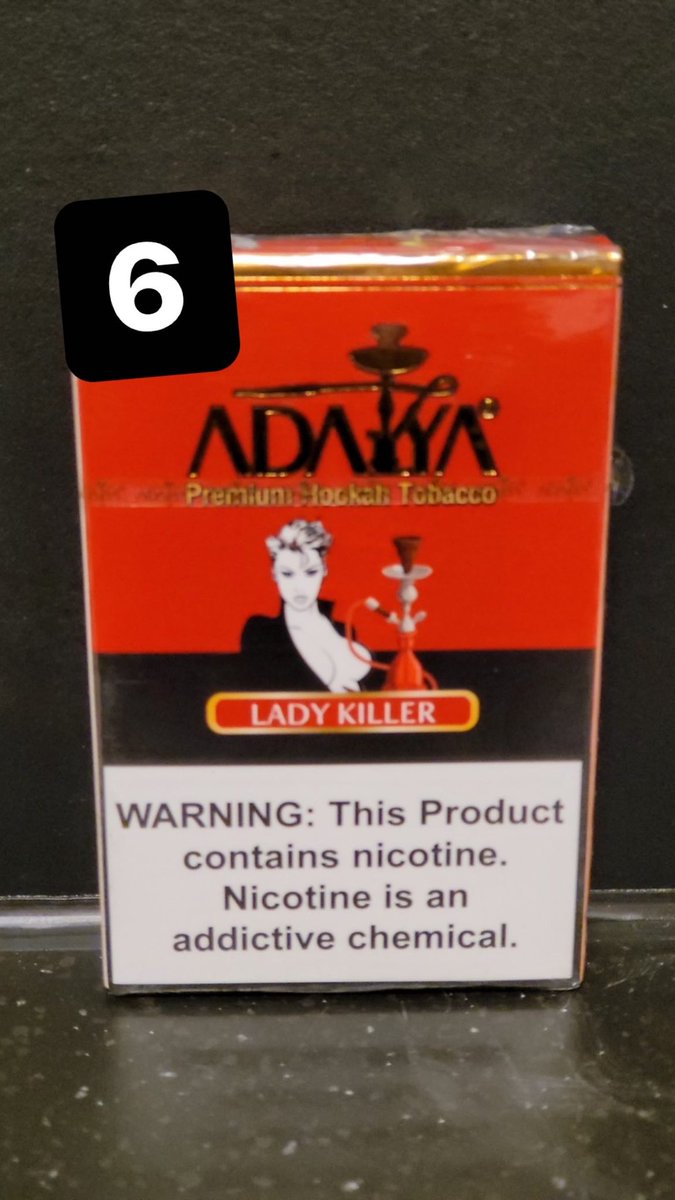 6
ADALYA
Premium Hookah Tobacco
LADY KILLER
WARNING: This Product
contains nicotine.
Nicotine is an
addictive chemical.